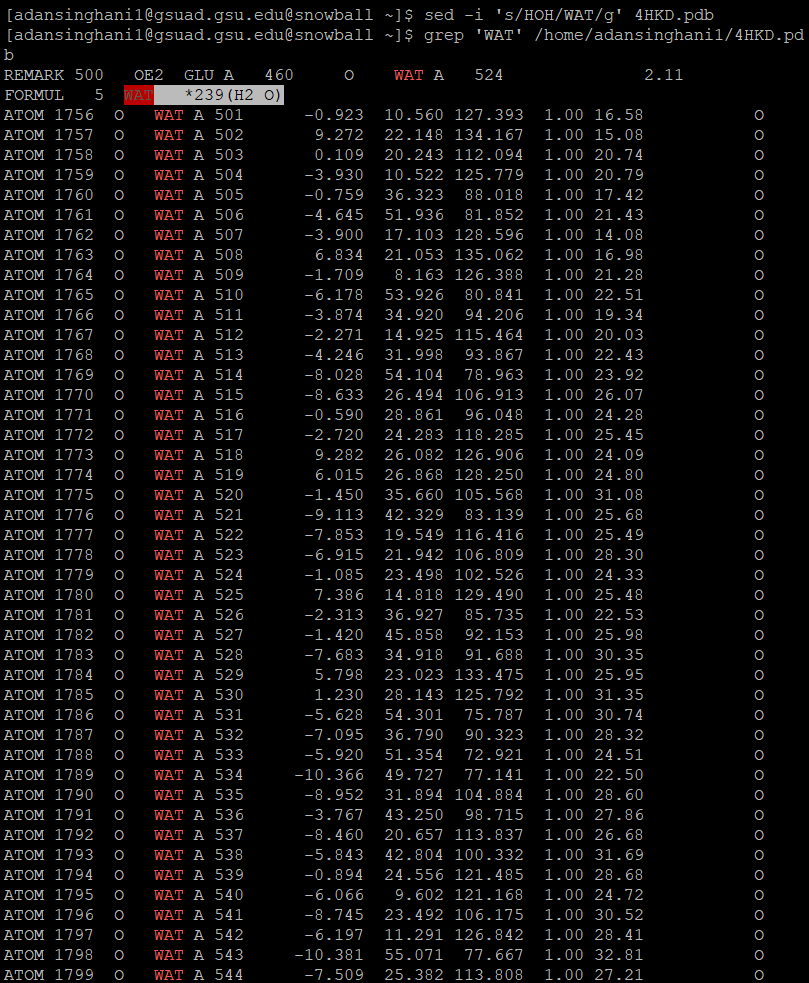 [adansinghani1@gsuad.gsu.edu@snowball ~]$ sed -i 's/HOH/WAT/g' 4HKD.pdb
[adansinghani1@gsuad.gsu.edu@snowball ~]$ grep 'WAT' /home/adansinghani1/4HKD.pd
b
REMARK 500   OE2  GLU A   460     O    WAT A   524              2.11
FORMUL   5  WAT   *239(H2 O)
ATOM 1756  O   WAT A 501      -0.923  10.560 127.393  1.00 16.58           O
ATOM 1757  O   WAT A 502       9.272  22.148 134.167  1.00 15.08           O
ATOM 1758  O   WAT A 503       0.109  20.243 112.094  1.00 20.74           O
ATOM 1759  O   WAT A 504      -3.930  10.522 125.779  1.00 20.79           O
ATOM 1760  O   WAT A 505      -0.759  36.323  88.018  1.00 17.42           O
ATOM 1761  O   WAT A 506      -4.645  51.936  81.852  1.00 21.43           O
ATOM 1762  O   WAT A 507      -3.900  17.103 128.596  1.00 14.08           O
ATOM 1763  O   WAT A 508       6.834  21.053 135.062  1.00 16.98           O
ATOM 1764  O   WAT A 509      -1.709   8.163 126.388  1.00 21.28           O
ATOM 1765  O   WAT A 510      -6.178  53.926  80.841  1.00 22.51           O
ATOM 1766  O   WAT A 511      -3.874  34.920  94.206  1.00 19.34           O
ATOM 1767  O   WAT A 512      -2.271  14.925 115.464  1.00 20.03           O
ATOM 1768  O   WAT A 513      -4.246  31.998  93.867  1.00 22.43           O
ATOM 1769  O   WAT A 514      -8.028  54.104  78.963  1.00 23.92           O
ATOM 1770  O   WAT A 515      -8.633  26.494 106.913  1.00 26.07           O
ATOM 1771  O   WAT A 516      -0.590  28.861  96.048  1.00 24.28           O
ATOM 1772  O   WAT A 517      -2.720  24.283 118.285  1.00 25.45           O
ATOM 1773  O   WAT A 518       9.282  26.082 126.906  1.00 24.09           O
ATOM 1774  O   WAT A 519       6.015  26.868 128.250  1.00 24.80           O
ATOM 1775  O   WAT A 520      -1.450  35.660 105.568  1.00 31.08           O
ATOM 1776  O   WAT A 521      -9.113  42.329  83.139  1.00 25.68           O
ATOM 1777  O   WAT A 522      -7.853  19.549 116.416  1.00 25.49           O
ATOM 1778  O   WAT A 523      -6.915  21.942 106.809  1.00 28.30           O
ATOM 1779  O   WAT A 524      -1.085  23.498 102.526  1.00 24.33           O
ATOM 1780  O   WAT A 525       7.386  14.818 129.490  1.00 25.48           O
ATOM 1781  O   WAT A 526      -2.313  36.927  85.735  1.00 22.53           O
ATOM 1782  O   WAT A 527      -1.420  45.858  92.153  1.00 25.98           O
ATOM 1783  O   WAT A 528      -7.683  34.918  91.688  1.00 30.35           O
ATOM 1784  O   WAT A 529       5.798  23.023 133.475  1.00 25.95           O
ATOM 1785  O   WAT A 530       1.230  28.143 125.792  1.00 31.35           O
ATOM 1786  O   WAT A 531      -5.628  54.301  75.787  1.00 30.74           O
ATOM 1787  O   WAT A 532      -7.095  36.790  90.323  1.00 28.32           O
ATOM 1788  O   WAT A 533      -5.920  51.354  72.921  1.00 24.51           O
ATOM 1789  O   WAT A 534     -10.366  49.727  77.141  1.00 22.50           O
ATOM 1790  O   WAT A 535      -8.952  31.894 104.884  1.00 28.60           O
ATOM 1791  O   WAT A 536      -3.767  43.250  98.715  1.00 27.86           O
ATOM 1792  O   WAT A 537      -8.460  20.657 113.837  1.00 26.68           O
ATOM 1793  O   WAT A 538      -5.843  42.804 100.332  1.00 31.69           O
ATOM 1794  O   WAT A 539      -0.894  24.556 121.485  1.00 28.68           O
ATOM 1795  O   WAT A 540      -6.066   9.602 121.168  1.00 24.72           O
ATOM 1796  O   WAT A 541      -8.745  23.492 106.175  1.00 30.52           O
ATOM 1797  O   WAT A 542      -6.197  11.291 126.842  1.00 28.41           O
ATOM 1798  O   WAT A 543     -10.381  55.071  77.667  1.00 32.81           O
ATOM 1799  O   WAT A 544      -7.509  25.382 113.808  1.00 27.21           O